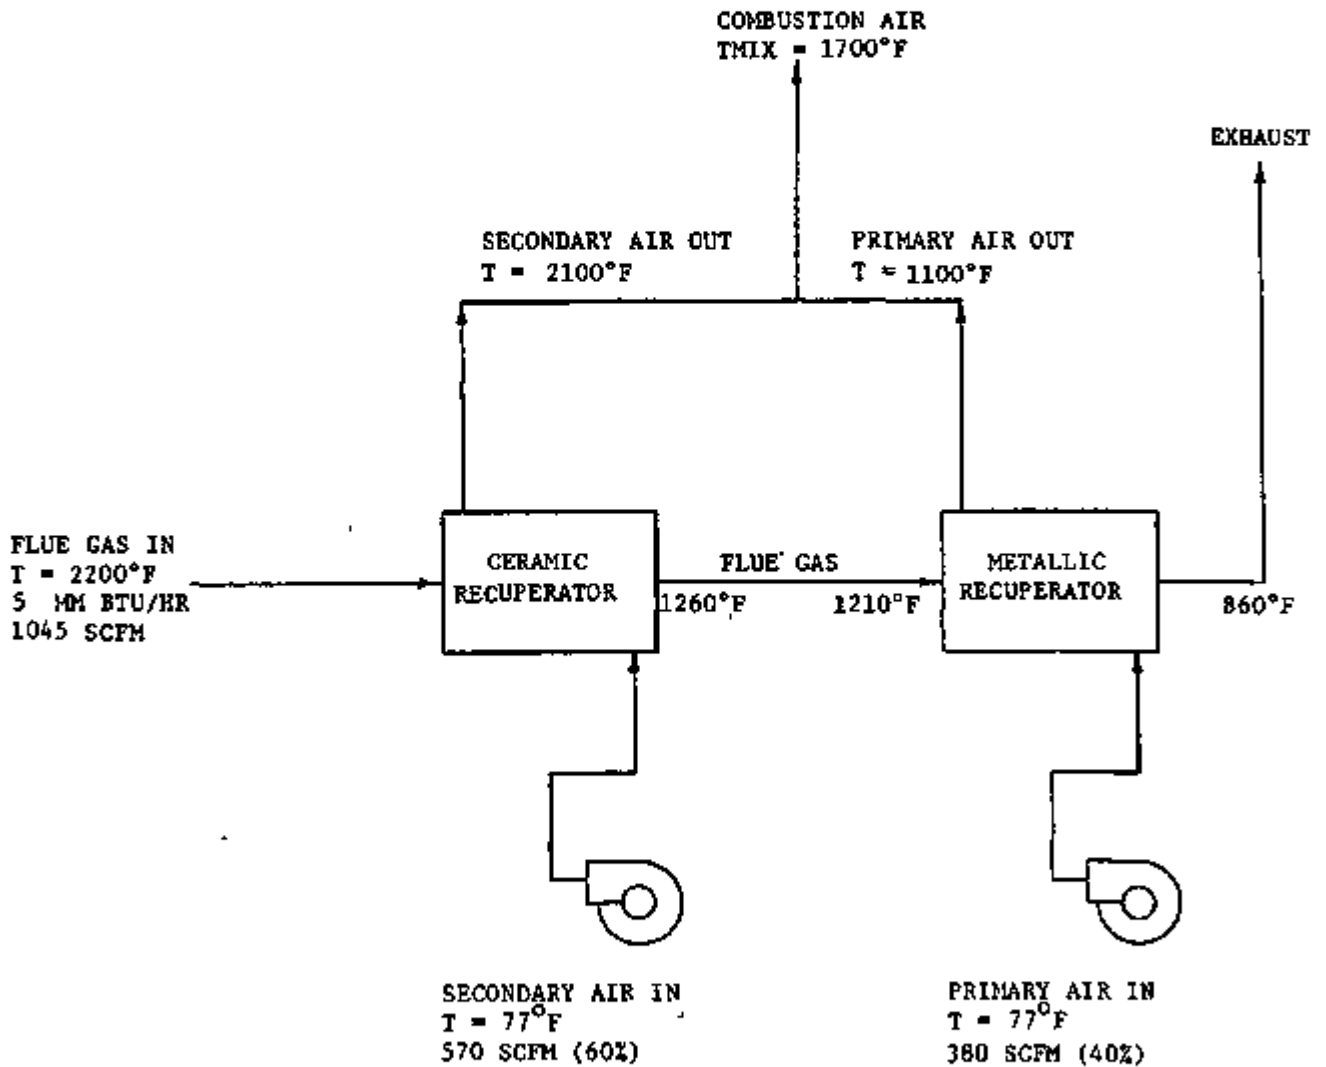 COMBUSTION AIR
TMIX = 1700°F
EXHAUST
SECONDARY AIR OUT
T = 2100°F
PRIMARY AIR OUT
T = 1100°F
FLUE GAS IN
T = 2200°F
5 MM BTU/HR
1045 SCFM
CERAMIC
RECUPERATOR
FLUE GAS
1260°F
1210°F
METALLIC
RECUPERATOR
860°F
SECONDARY AIR IN
T = 77°F
570 SCFM (60%)
PRIMARY AIR IN
T = 77°F
380 SCFM (40%)